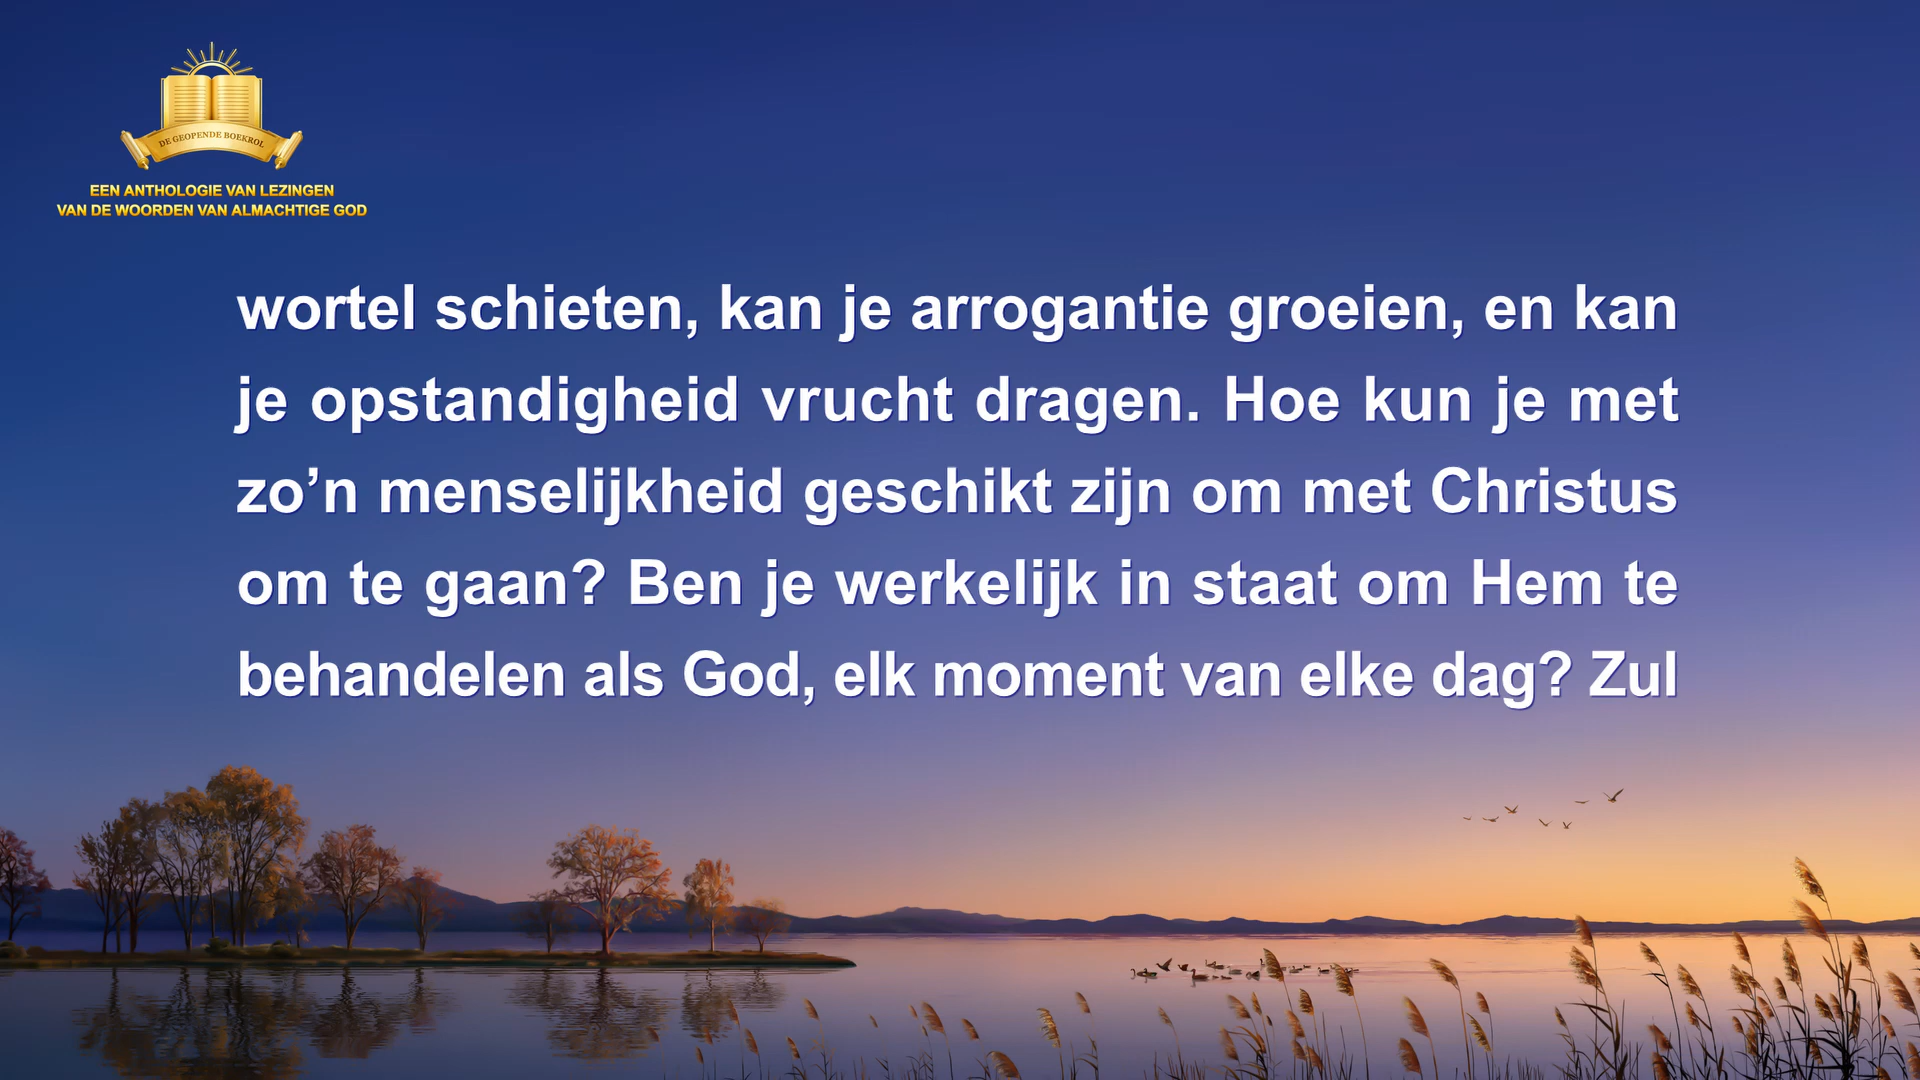 DE GEOPENDE BOEKROL
EEN ANTHOLOGIE VAN LEZINGEN
VAN DE WOORDEN VAN ALMACHTIGE GOD
wortel schieten, kan je arrogantie groeien, en kan
je opstandigheid vrucht dragen. Hoe kun je met
zo’n menselijkheid geschikt zijn om met Christus
om te gaan? Ben je werkelijk in staat om Hem te
behandelen als God, elk moment van elke dag? Zul